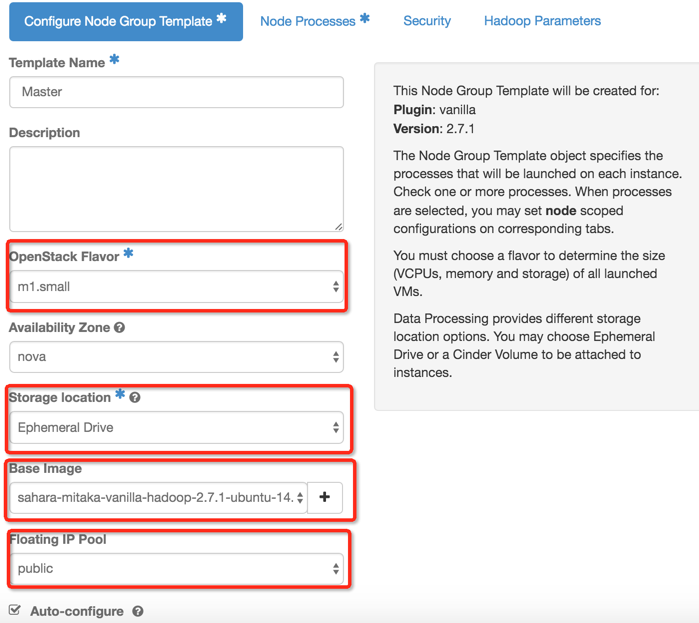 Configure Node Group Template *
Node Processes *
Security
Hadoop Parameters
Template Name *
Master
Description
OpenStack Flavor *
m1.small
Availability Zone ?
nova
Storage location * ?
Ephemeral Drive
Base Image
sahara-mitaka-vanilla-hadoop-2.7.1-ubuntu-14.
+
Floating IP Pool
public
Auto-configure ?
This Node Group Template will be created for:
Plugin: vanilla
Version: 2.7.1
The Node Group Template object specifies the
processes that will be launched on each instance.
Check one or more processes. When processes
are selected, you may set node scoped
configurations on corresponding tabs.
You must choose a flavor to determine the size
(VCPUs, memory and storage) of all launched
VMs.
Data Processing provides different storage
location options. You may choose Ephemeral
Drive or a Cinder Volume to be attached to
instances.